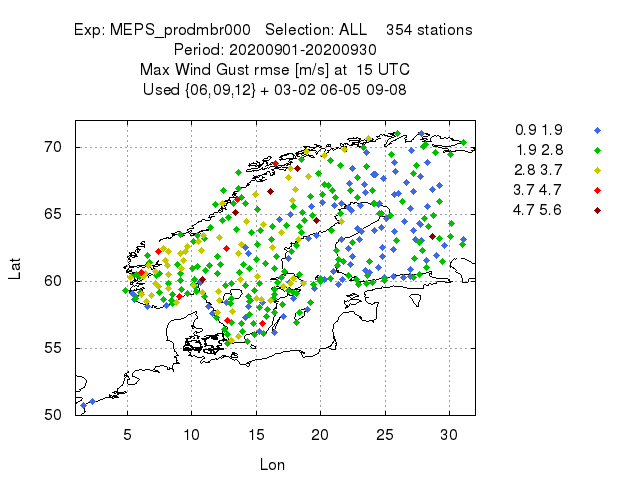 Exp: MEPS_prodmbr000   Selection: ALL    354 stations
Period: 20200901-20200930
Max Wind Gust rmse [m/s] at  15 UTC
Used {06,09,12} + 03-02 06-05 09-08
0.9 1.9
1.9 2.8
2.8 3.7
3.7 4.7
4.7 5.6
70
65
60
55
50
Lat
5 10 15 20 25 30
Lon